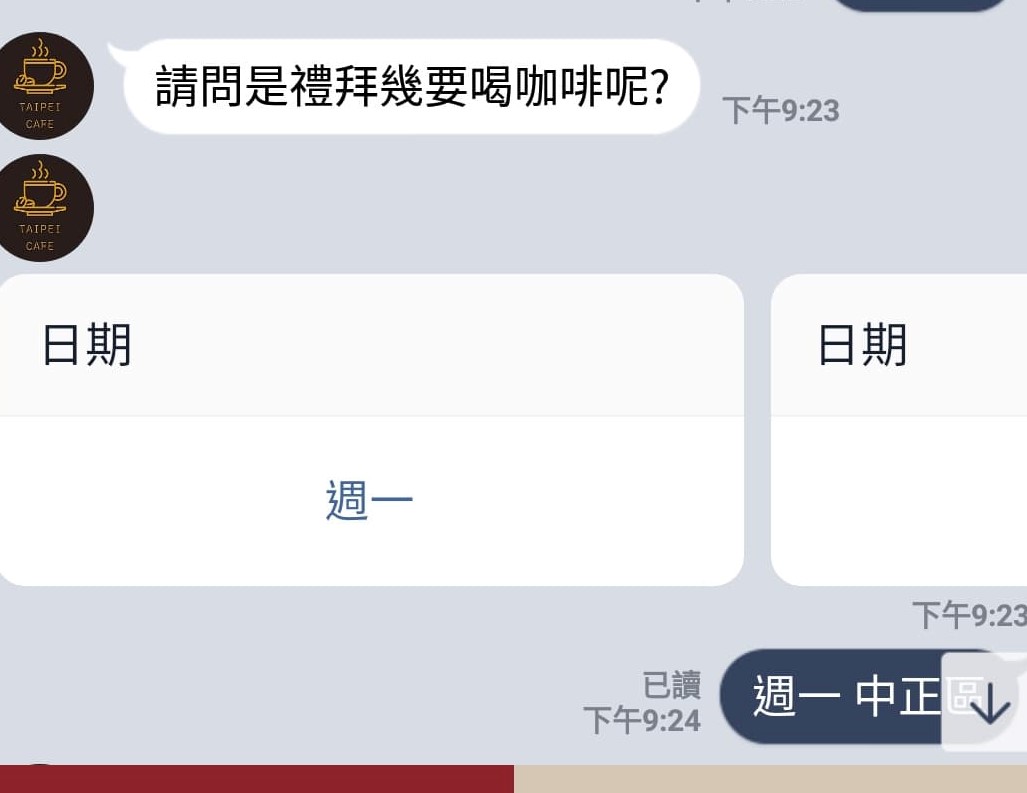 請問是禮拜幾要喝咖啡呢?
下午9:23
TAIPEI
CAFE
TAIPEI
CAFE
日期
日期
週一
下午9:23
已讀
下午9:24
週一 中正區